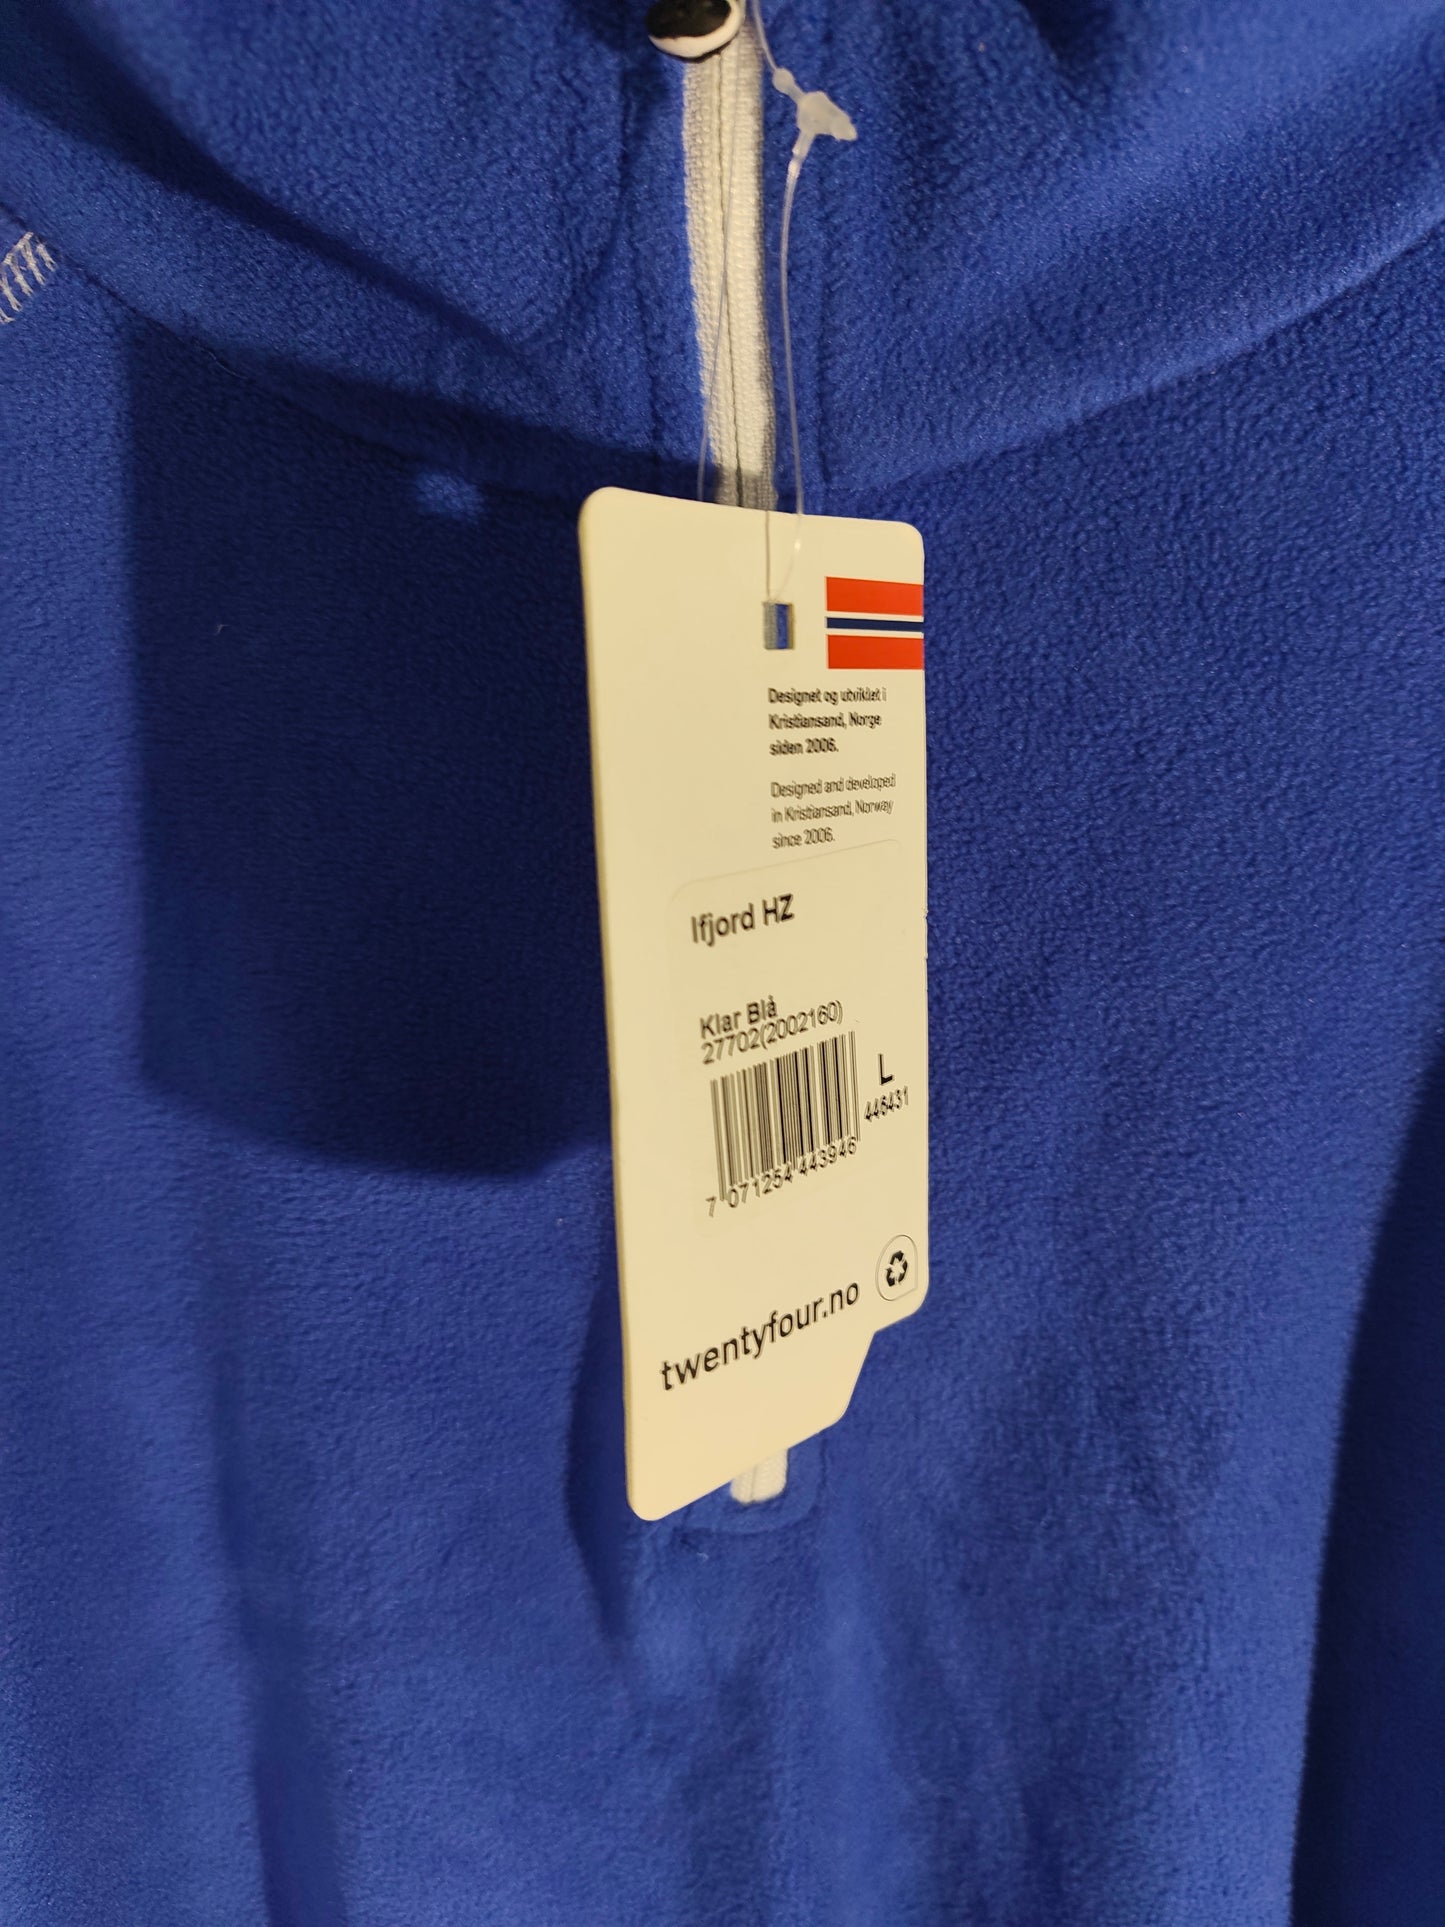 Designet og utviklet i
Kristiansand, Norge
siden 2006.
Designed and developed
in Kristiansand, Norway
since 2006.
Ifjord HZ
Klar Blå
27702(2002160)
L
446431
7 071254 443946
twentyfour.no